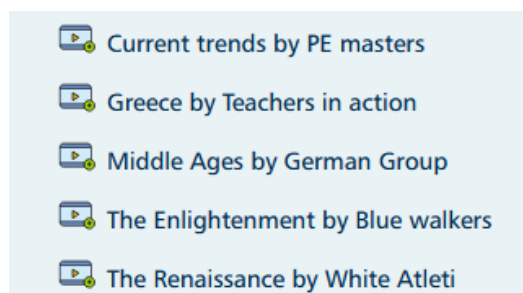 Current trends by PE masters
Greece by Teachers in action
Middle Ages by German Group
The Enlightenment by Blue walkers
The Renaissance by White Atleti